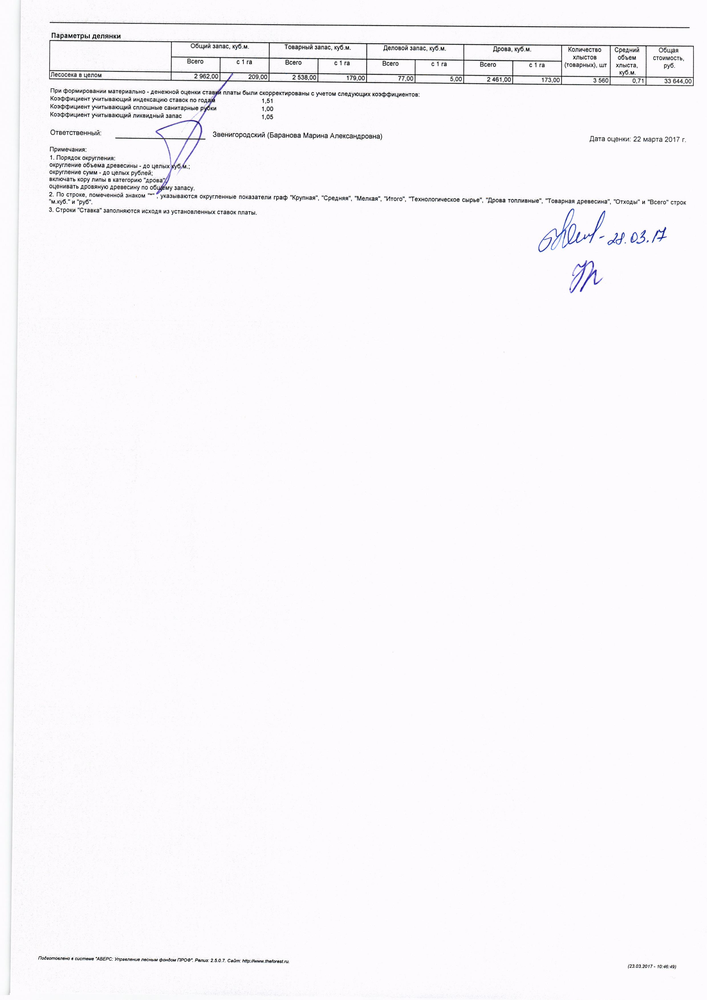 Параметры делянки
Общий запас, куб.м. Товарный запас, куб.м. Деловой запас, куб.м. Дрова, куб.м. Количество хлыстов (товарных), шт Средний объем хлыста, куб.м. Общая стоимость, руб.
Всего с 1 га Всего с 1 га Всего с 1 га Всего с 1 га
Лесосека в целом 2 962,00 209,00 2 538,00 179,00 77,00 5,00 2 461,00 173,00 3 560 0,71 33 644,00
При формировании материально - денежной оценки ставки платы были скорректированы с учетом следующих коэффициентов:
Коэффициент учитывающий индексацию ставок по годам 1,51
Коэффициент учитывающий сплошные санитарные рубки 1,00
Коэффициент учитывающий ликвидный запас 1,05
Ответственный: Звенигородский (Баранова Марина Александровна)
Дата оценки: 22 марта 2017 г.
Примечания:
1. Порядок округления:
округление объема древесины - до целых куб.м.;
округление сумм - до целых рублей;
включать кору липы в категорию "дрова";
оценивать дровяную древесину по общему запасу.
2. По строке, помеченной знаком "*" , указываются округленные показатели граф "Крупная", "Средняя", "Мелкая", "Итого", "Технологическое сырье", "Дрова топливные", "Товарная древесина", "Отходы" и "Всего" строк
"м.куб." и "руб".
3. Строки "Ставка" заполняются исходя из установленных ставок платы.
- 28.03.17
Подготовлено в системе "АВЕРС: Управление лесным фондом ПРОФ". Релиз: 2.5.0.7. Сайт: http://www.theforest.ru.
(23.03.2017 - 10:46:49)